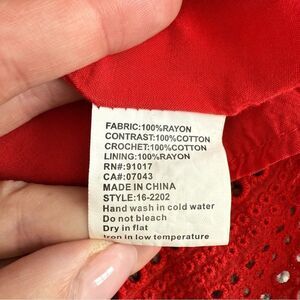 FABRIC:100%RAYON
CONTRAST:100%COTTON
CROCHET:100%COTTON
LINING:100%RAYON
RN#:91017
CA#:07043
MADE IN CHINA
STYLE:16-2202
Hand wash in cold water
Do not bleach
Dry in flat
Iron in low temperature